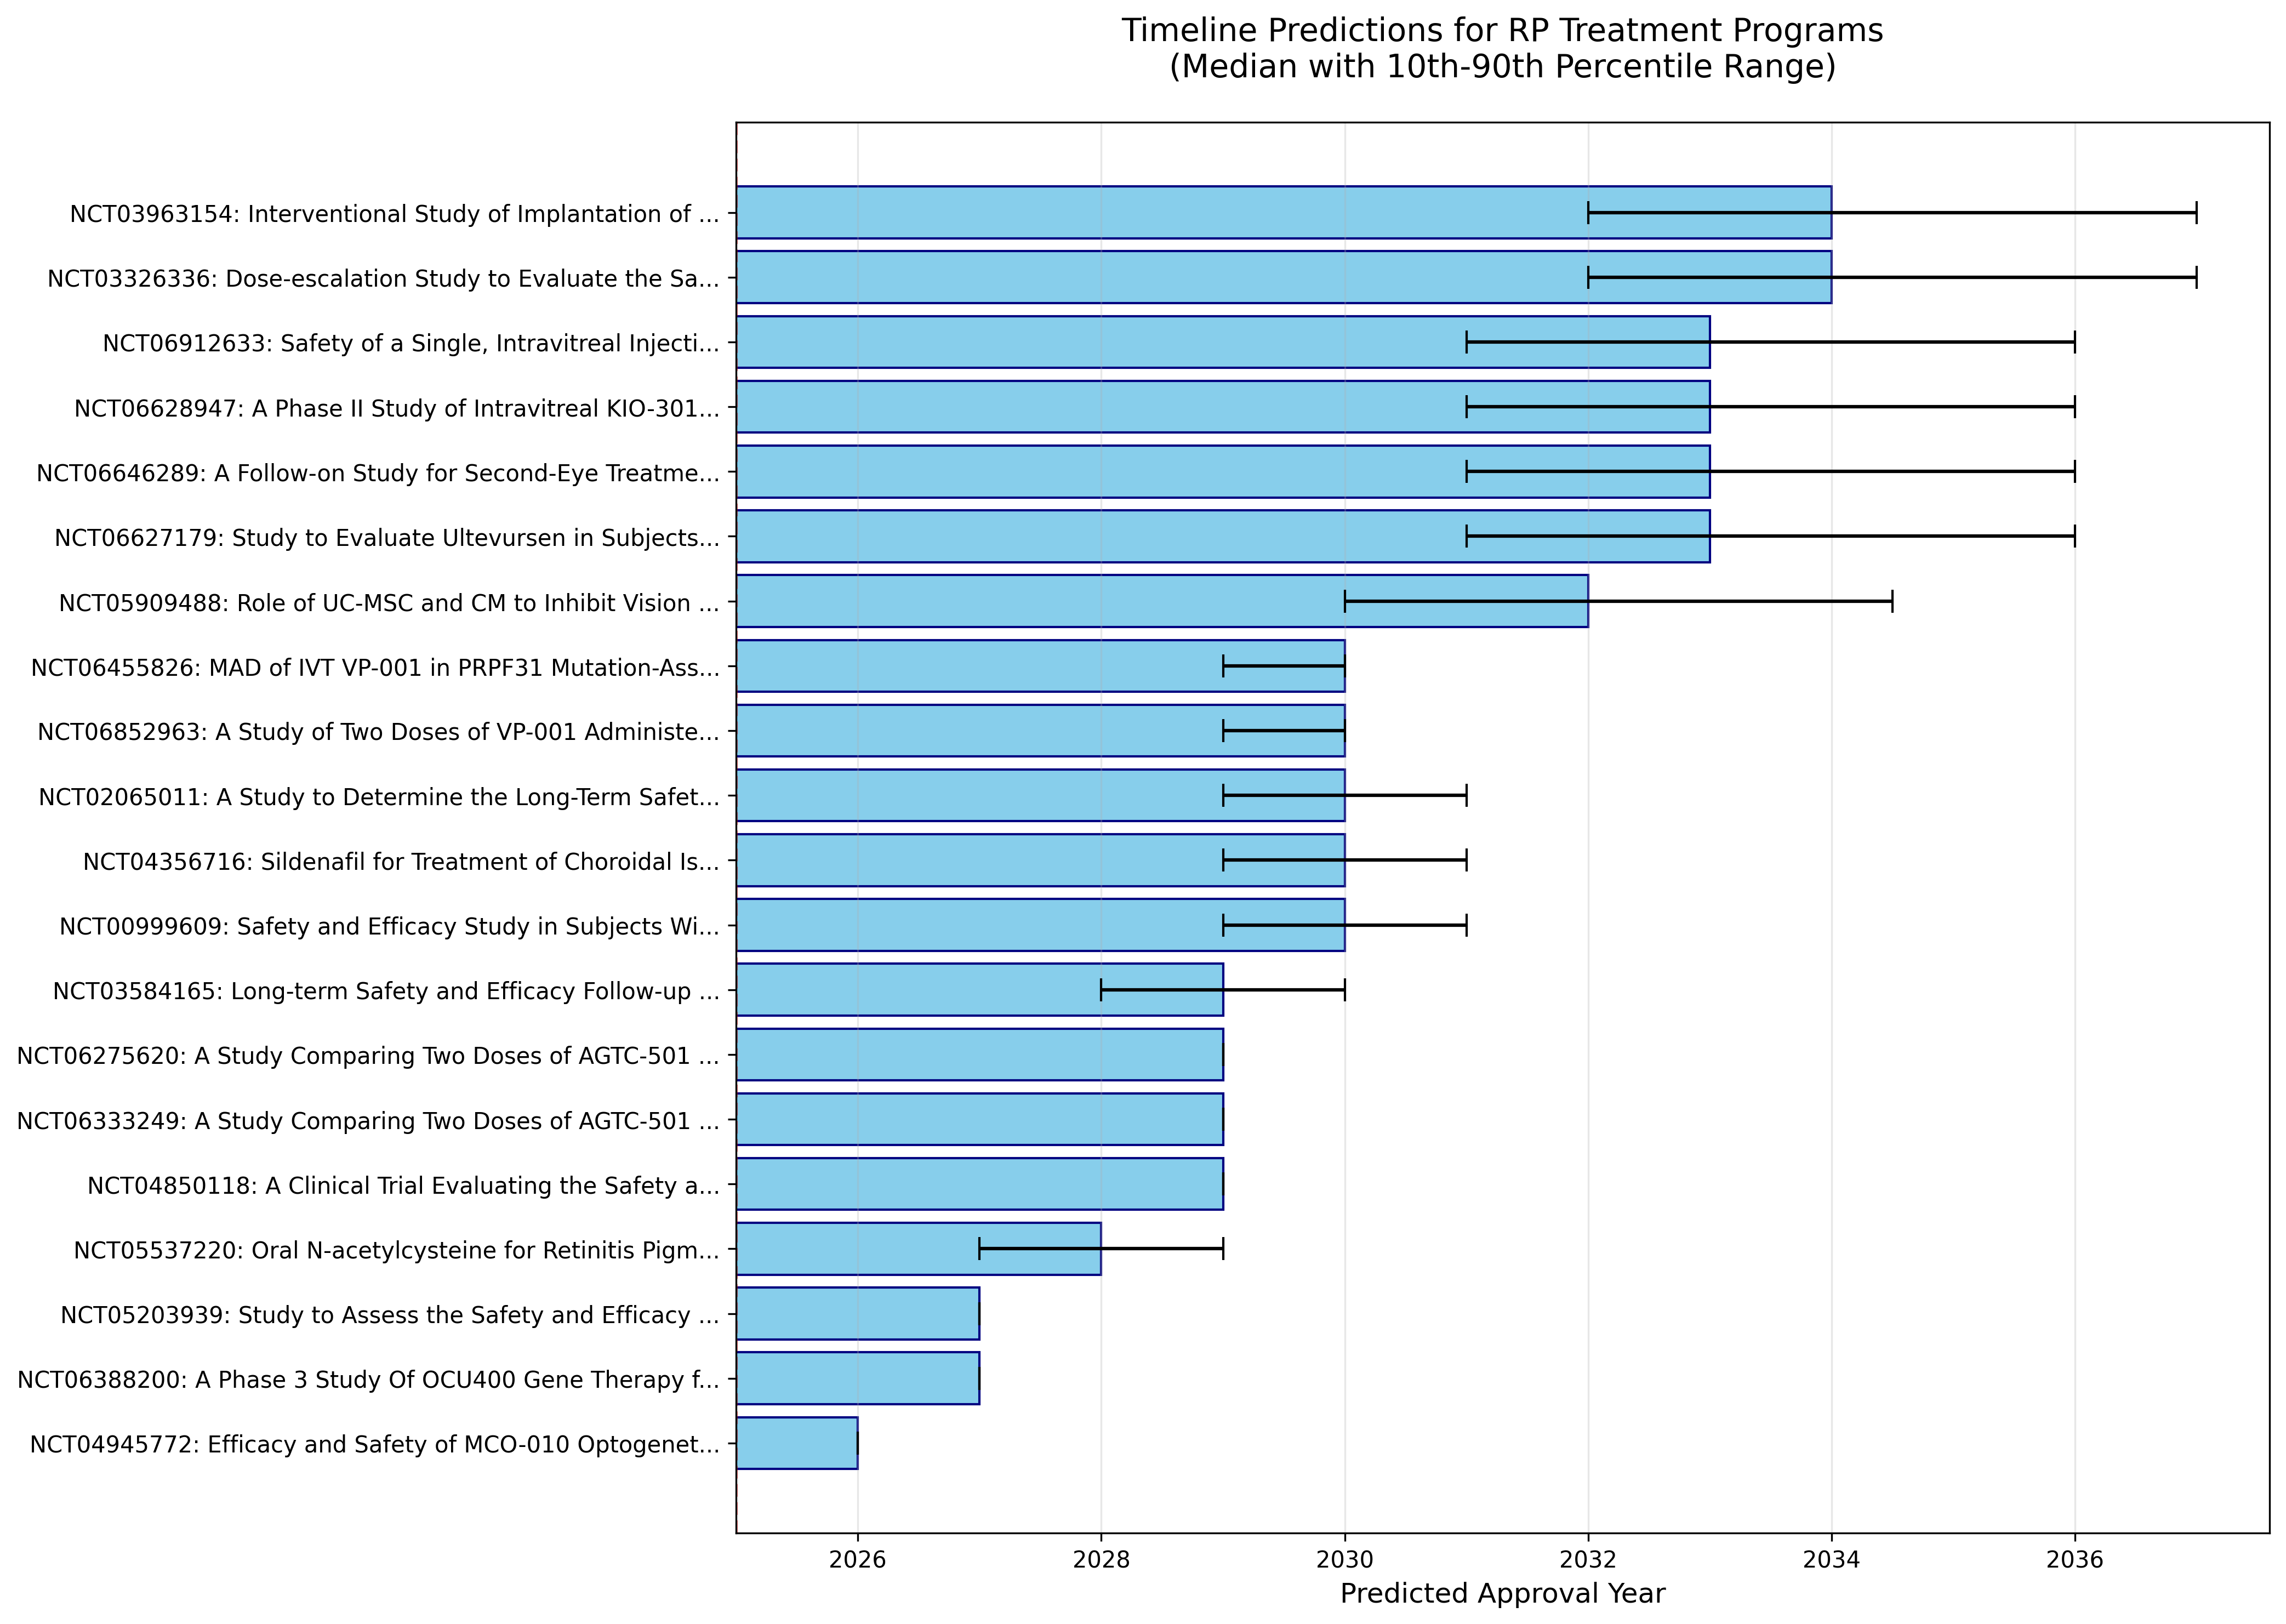 Timeline Predictions for RP Treatment Programs
(Median with 10th-90th Percentile Range)
NCT03963154: Interventional Study of Implantation of ...
NCT03326336: Dose-escalation Study to Evaluate the Sa...
NCT06912633: Safety of a Single, Intravitreal Injecti...
NCT06628947: A Phase II Study of Intravitreal KIO-301...
NCT06646289: A Follow-on Study for Second-Eye Treatme...
NCT06627179: Study to Evaluate Ultevursen in Subjects...
NCT05909488: Role of UC-MSC and CM to Inhibit Vision ...
NCT06455826: MAD of IVT VP-001 in PRPF31 Mutation-Ass...
NCT06852963: A Study of Two Doses of VP-001 Administe...
NCT02065011: A Study to Determine the Long-Term Safet...
NCT04356716: Sildenafil for Treatment of Choroidal Is...
NCT00999609: Safety and Efficacy Study in Subjects Wi...
NCT03584165: Long-term Safety and Efficacy Follow-up ...
NCT06275620: A Study Comparing Two Doses of AGTC-501 ...
NCT06333249: A Study Comparing Two Doses of AGTC-501 ...
NCT04850118: A Clinical Trial Evaluating the Safety a...
NCT05537220: Oral N-acetylcysteine for Retinitis Pigm...
NCT05203939: Study to Assess the Safety and Efficacy ...
NCT06388200: A Phase 3 Study Of OCU400 Gene Therapy f...
NCT04945772: Efficacy and Safety of MCO-010 Optogenet...
2026 2028 2030 2032 2034 2036
Predicted Approval Year